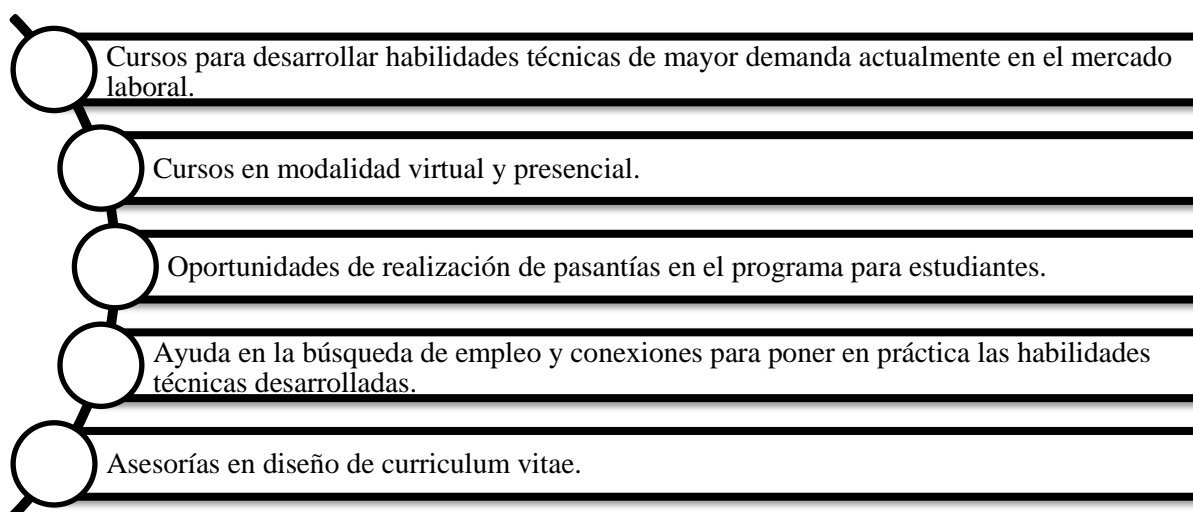 Cursos para desarrollar habilidades técnicas de mayor demanda actualmente en el mercado
laboral.
Cursos en modalidad virtual y presencial.
Oportunidades de realización de pasantías en el programa para estudiantes.
Ayuda en la búsqueda de empleo y conexiones para poner en práctica las habilidades
técnicas desarrolladas.
Asesorías en diseño de curriculum vitae.